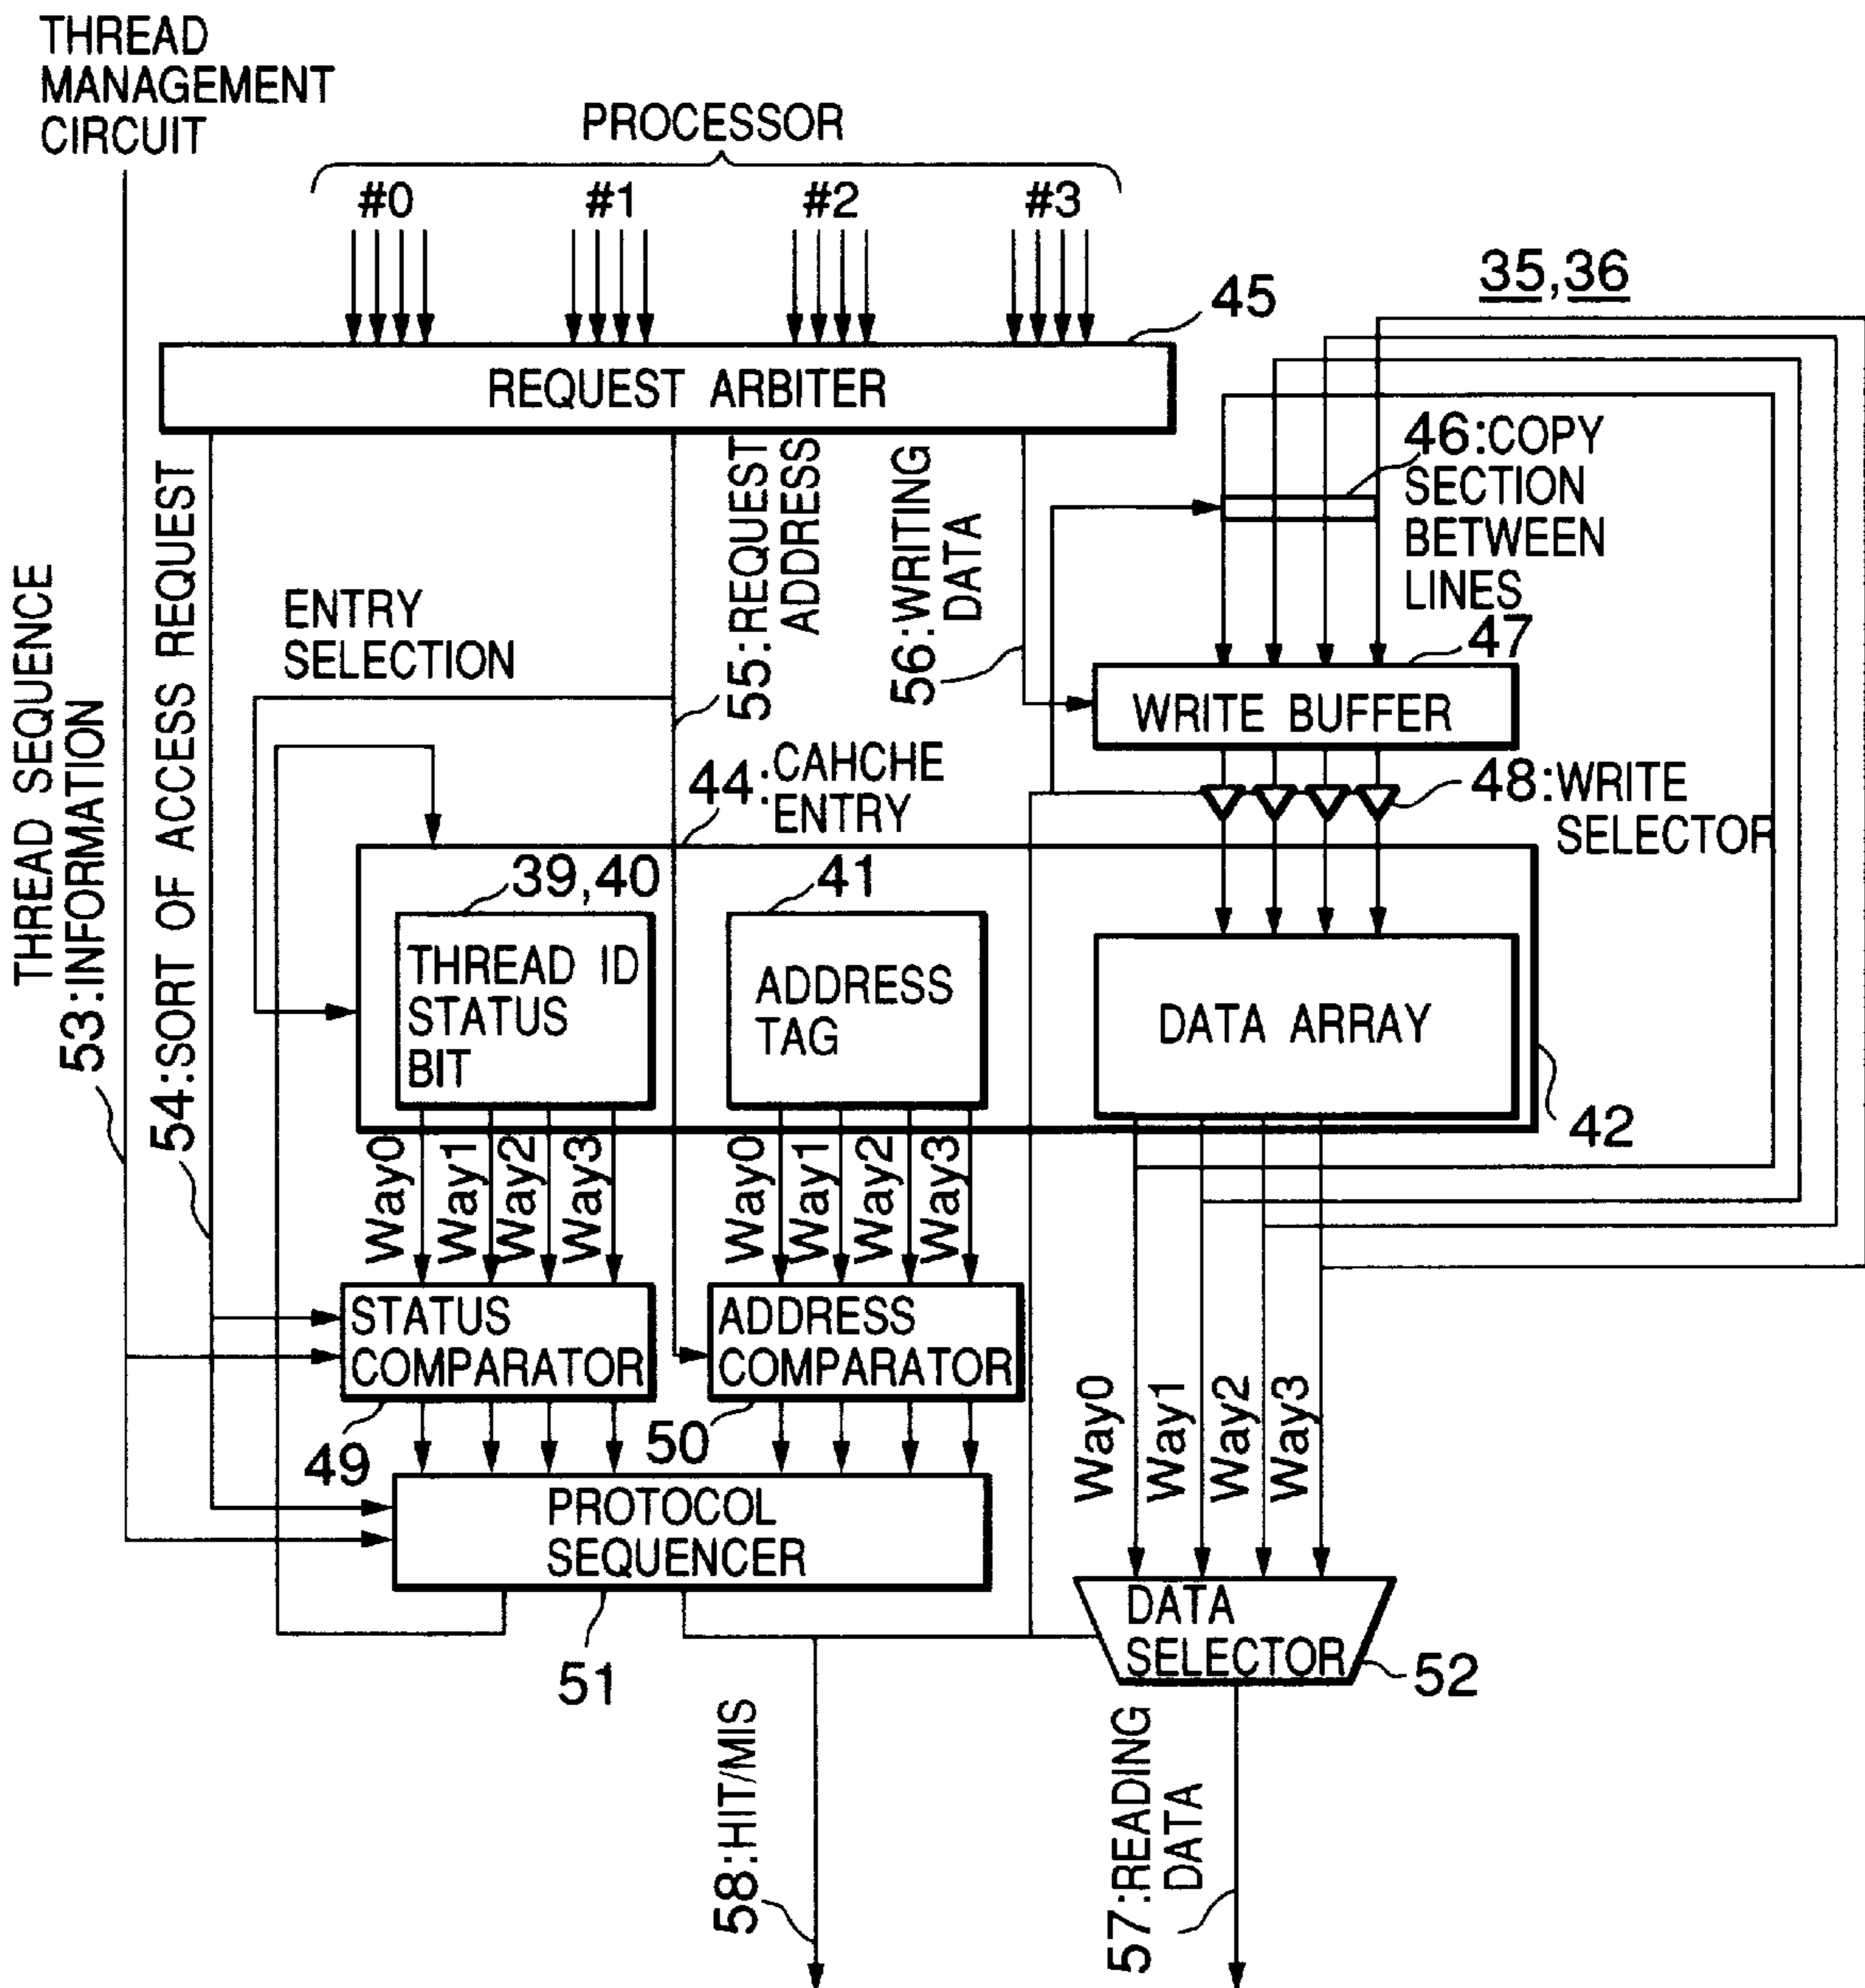 THREAD
MANAGEMENT
CIRCUIT
PROCESSOR
#0
#1
#2
#3
35,36
45
REQUEST ARBITER
46:COPY
SECTION
BETWEEN
LINES
THREAD SEQUENCE
53:INFORMATION
54:SORT OF ACCESS REQUEST
ENTRY
SELECTION
55:REQUEST
ADDRESS
56:WRITING
DATA
47
WRITE BUFFER
44:CAHCHE
ENTRY
48:WRITE
SELECTOR
39,40
41
THREAD ID
STATUS
BIT
ADDRESS
TAG
DATA ARRAY
42
Way0
Way1
Way2
Way3
Way0
Way1
Way2
Way3
STATUS
COMPARATOR
ADDRESS
COMPARATOR
49
50
Way0
Way1
Way2
Way3
PROTOCOL
SEQUENCER
51
DATA
SELECTOR
52
58:HIT/MIS
57:READING
DATA